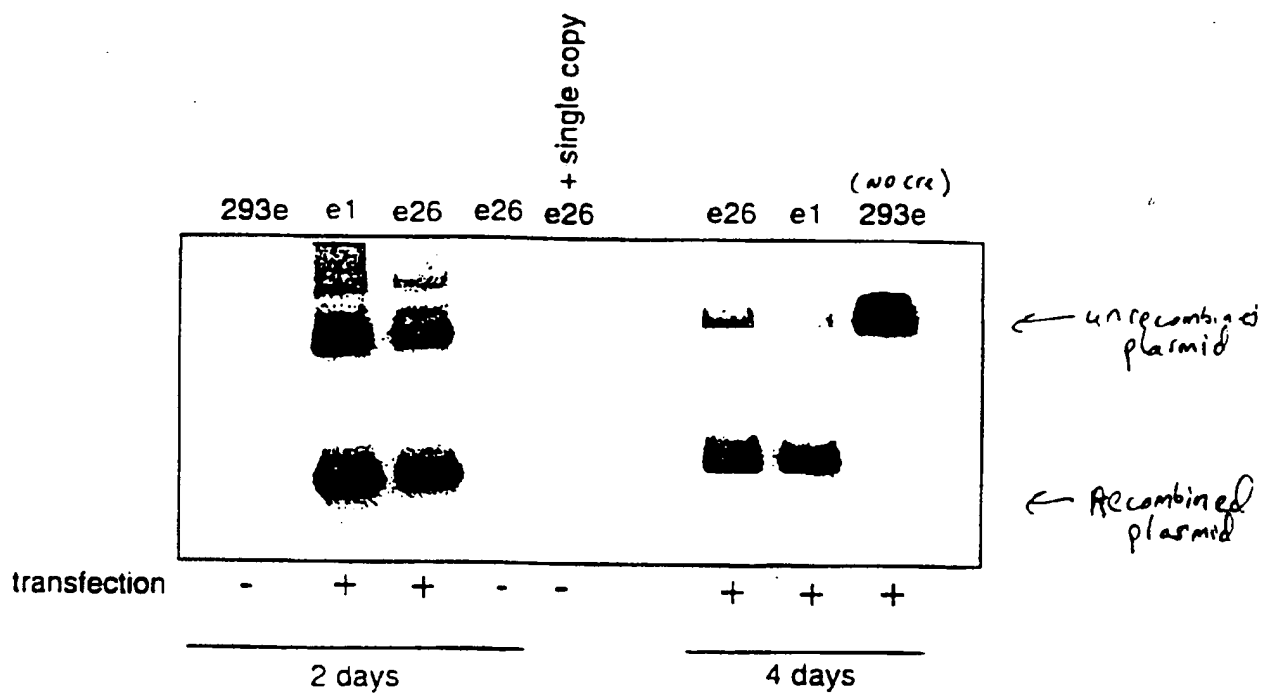 + single copy
(no cre)
293e e1 e26 e26 e26 e26 e1 293e
← unrecombined
plasmid
← Recombined
plasmid
transfection - + + - - + + +
2 days 4 days